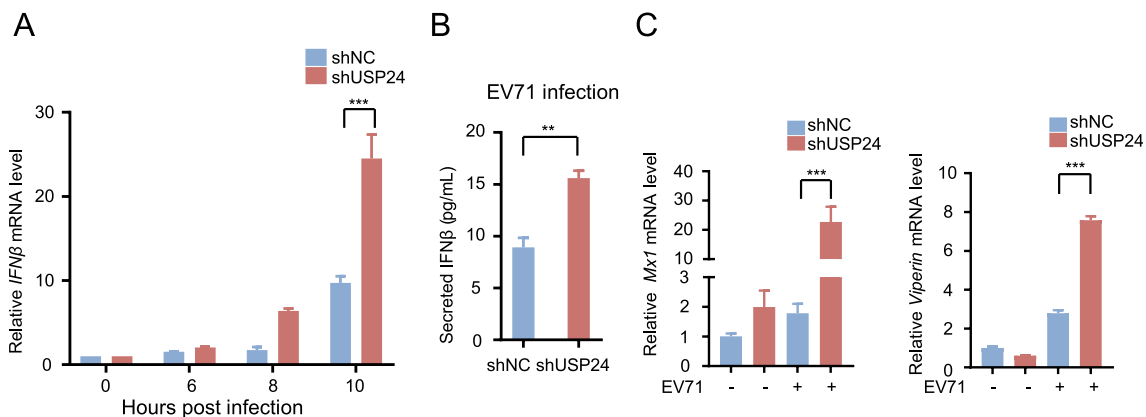 A
shNC
shUSP24
***
Relative IFNβ mRNA level
30
20
10
0
0 6 8 10
Hours post infection
B
EV71 infection
**
Secreted IFNβ (pg/mL)
20
15
10
5
0
shNC shUSP24
C
shNC
shUSP24
***
Relative Mx1 mRNA level
40
30
20
10
3
2
1
0
EV71 - - + +
shNC
shUSP24
***
Relative Viperin mRNA level
8
6
4
2
0
EV71 - - + +